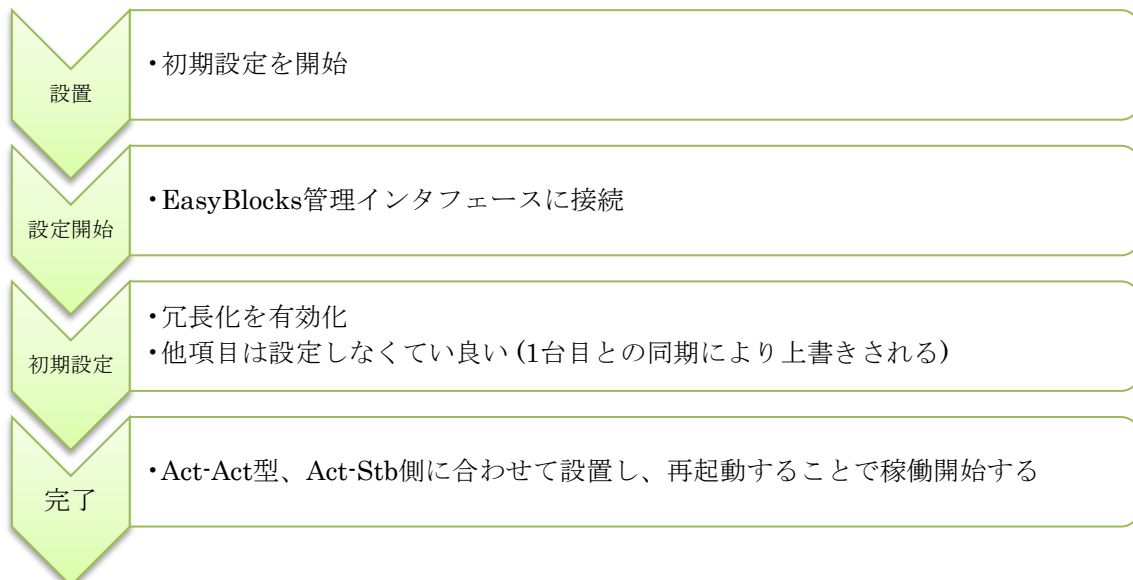 設置
・初期設定を開始
設定開始
・EasyBlocks管理インタフェースに接続
初期設定
・冗長化を有効化
・他項目は設定しなくてい良い (1台目との同期により上書きされる)
完了
・Act-Act型、Act-Stb側に合わせて設置し、再起動することで稼働開始する